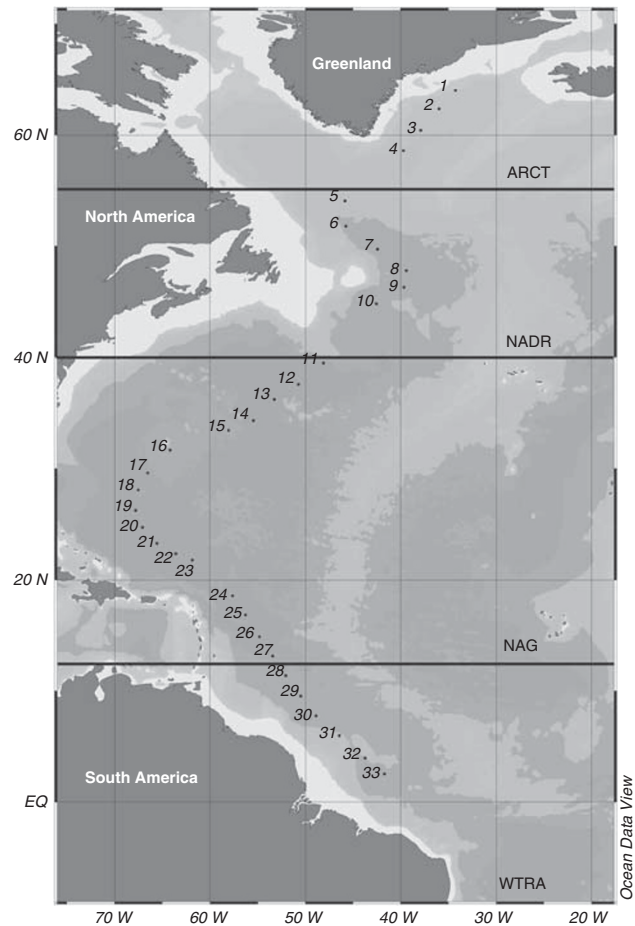 Greenland
1
2
60 N
3
4
ARCT
5
North America
6
7
8
9
10
NADR
40 N
11
12
13
14
15
16
17
18
19
20
21
22
23
20 N
24
25
26
NAG
27
28
29
30
31
32
South America
33
EQ
WTRA
Ocean Data View
70 W 60 W 50 W 40 W 30 W 20 W